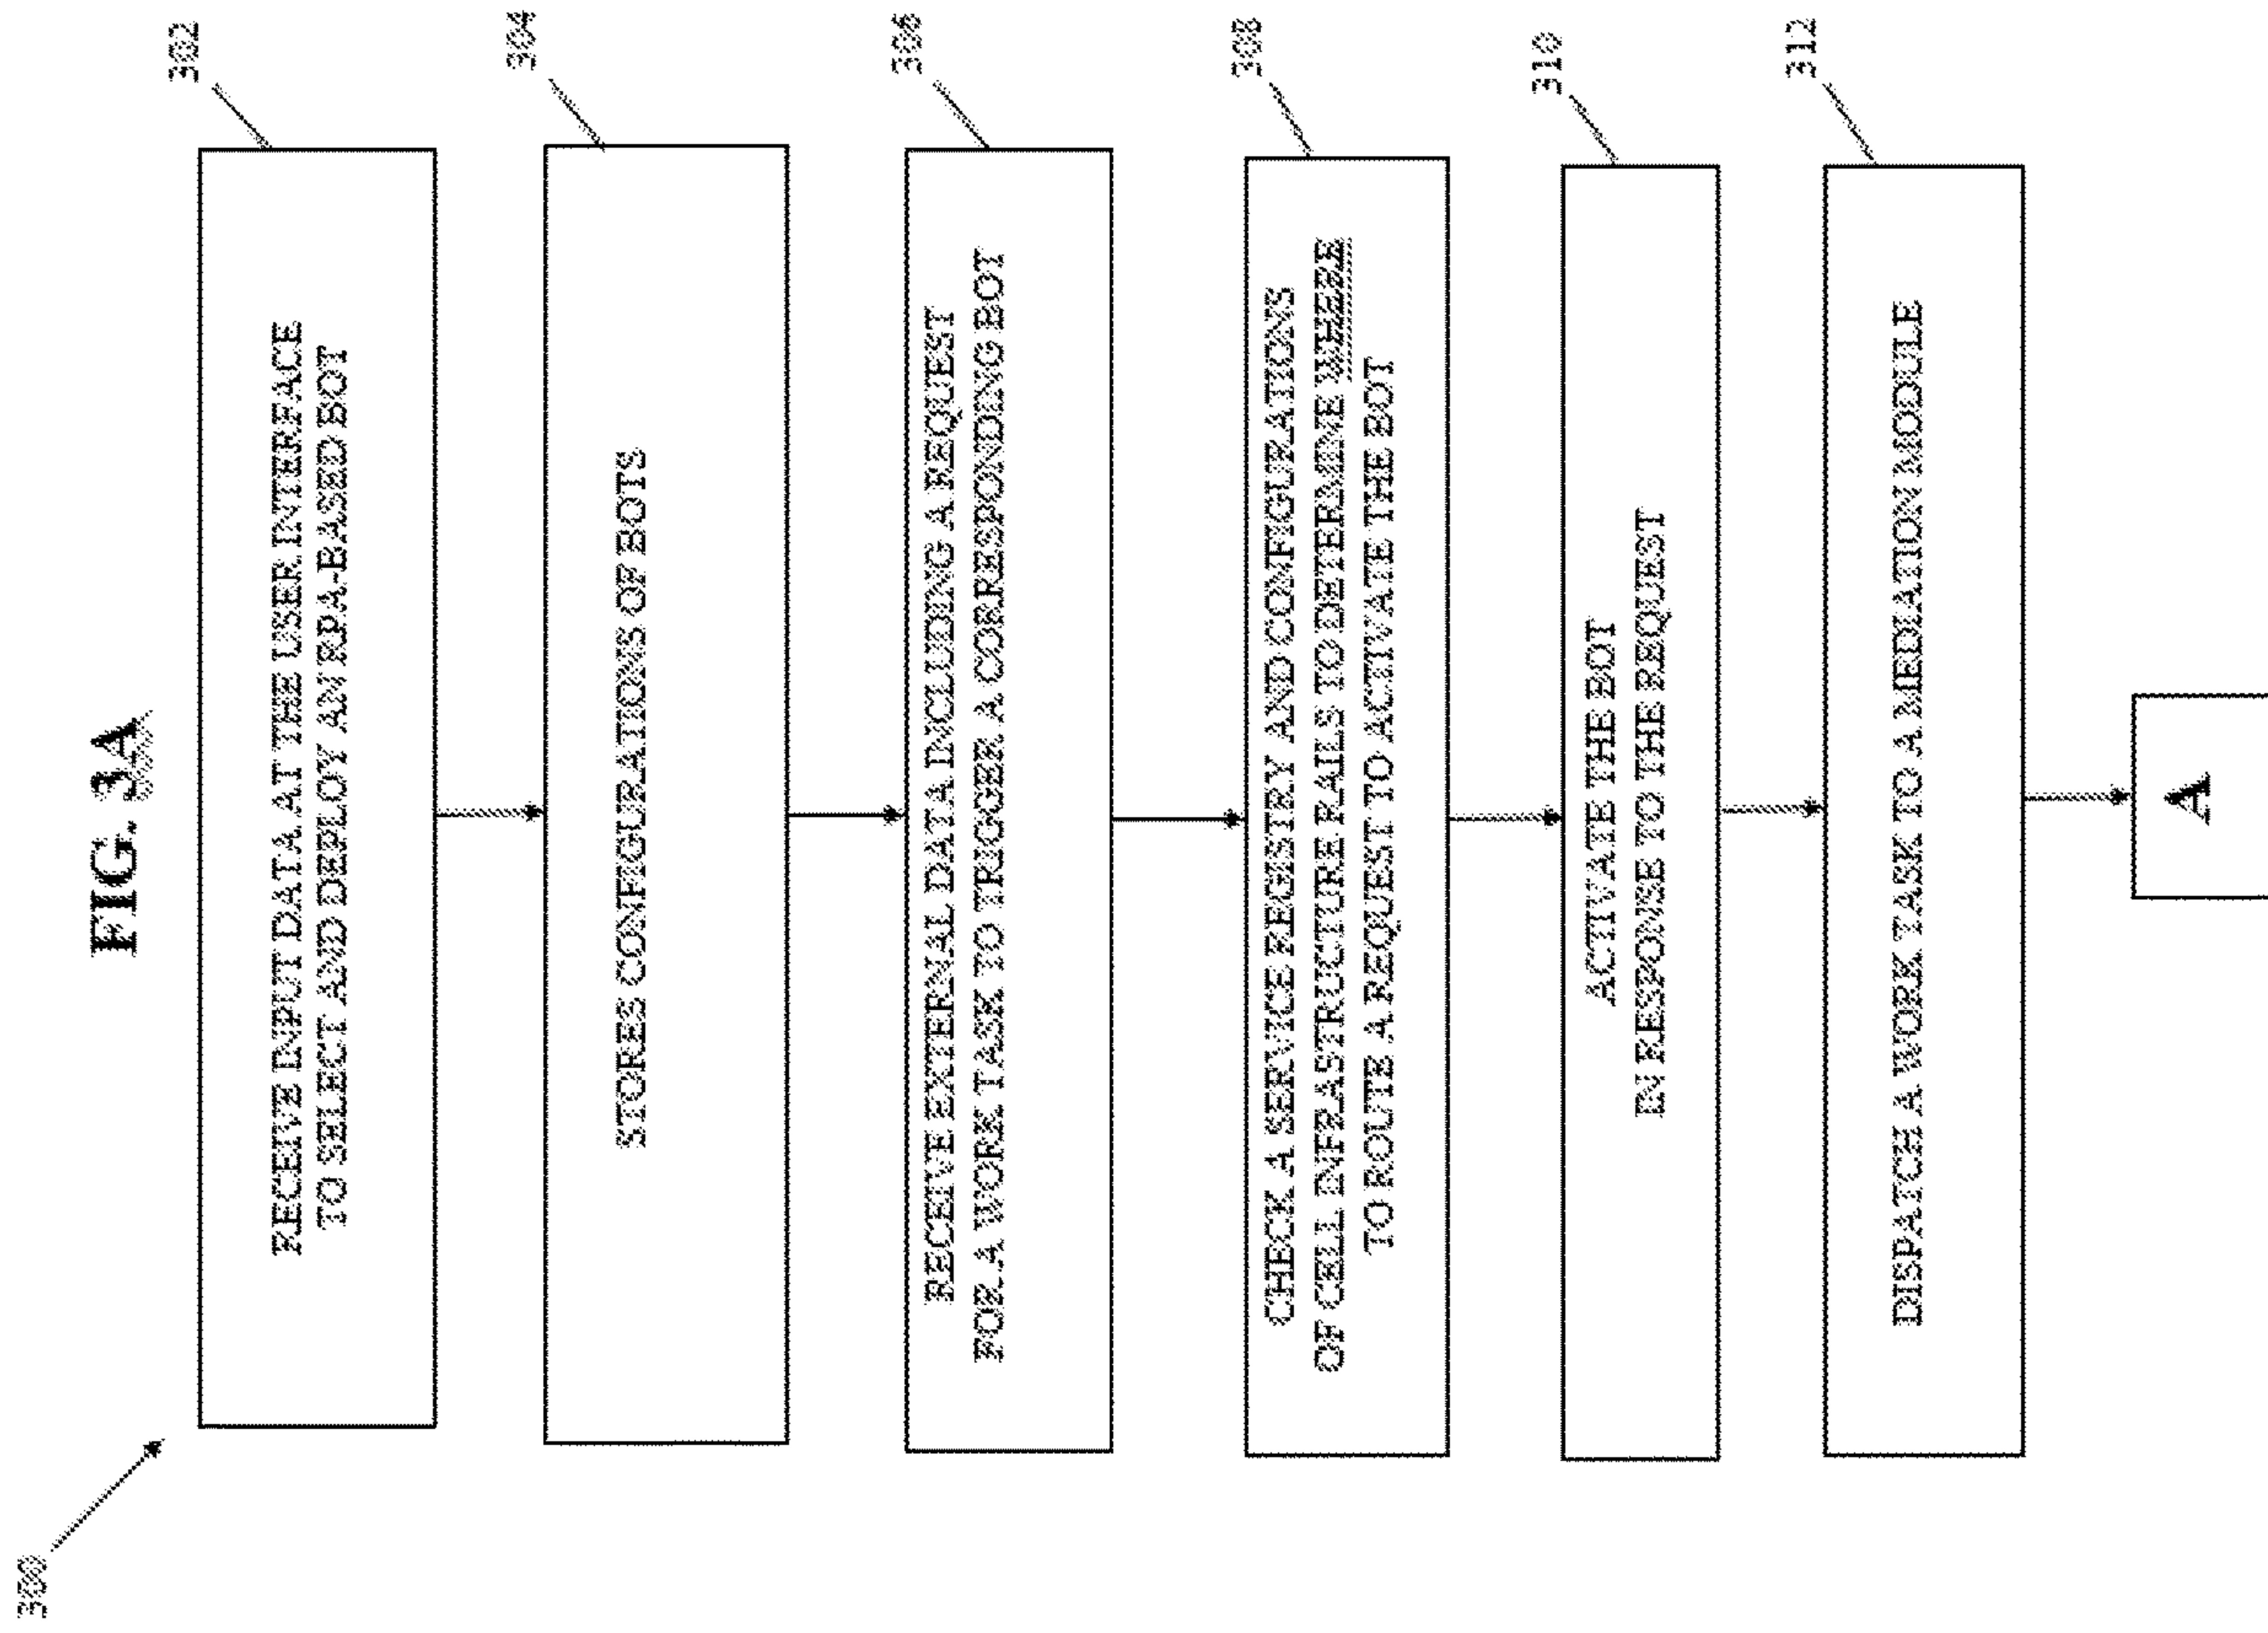 FIG. 3A
300
302
RECEIVE INPUT DATA AT THE USER INTERFACE
TO SELECT AND DEPLOY AN RPA-BASED BOT
304
STORES CONFIGURATIONS OF BOTS
306
RECEIVE EXTERNAL DATA INCLUDING A REQUEST
FOR A WORK TASK TO TRIGGER A CORRESPONDING BOT
308
CHECK A SERVICE REGISTRY AND CONFIGURATIONS
OF CELL INFRASTRUCTURE RAILS TO DETERMINE WHERE
TO ROUTE A REQUEST TO ACTIVATE THE BOT
310
ACTIVATE THE BOT
IN RESPONSE TO THE REQUEST
312
DISPATCH A WORK TASK TO A MEDIATION MODULE
A